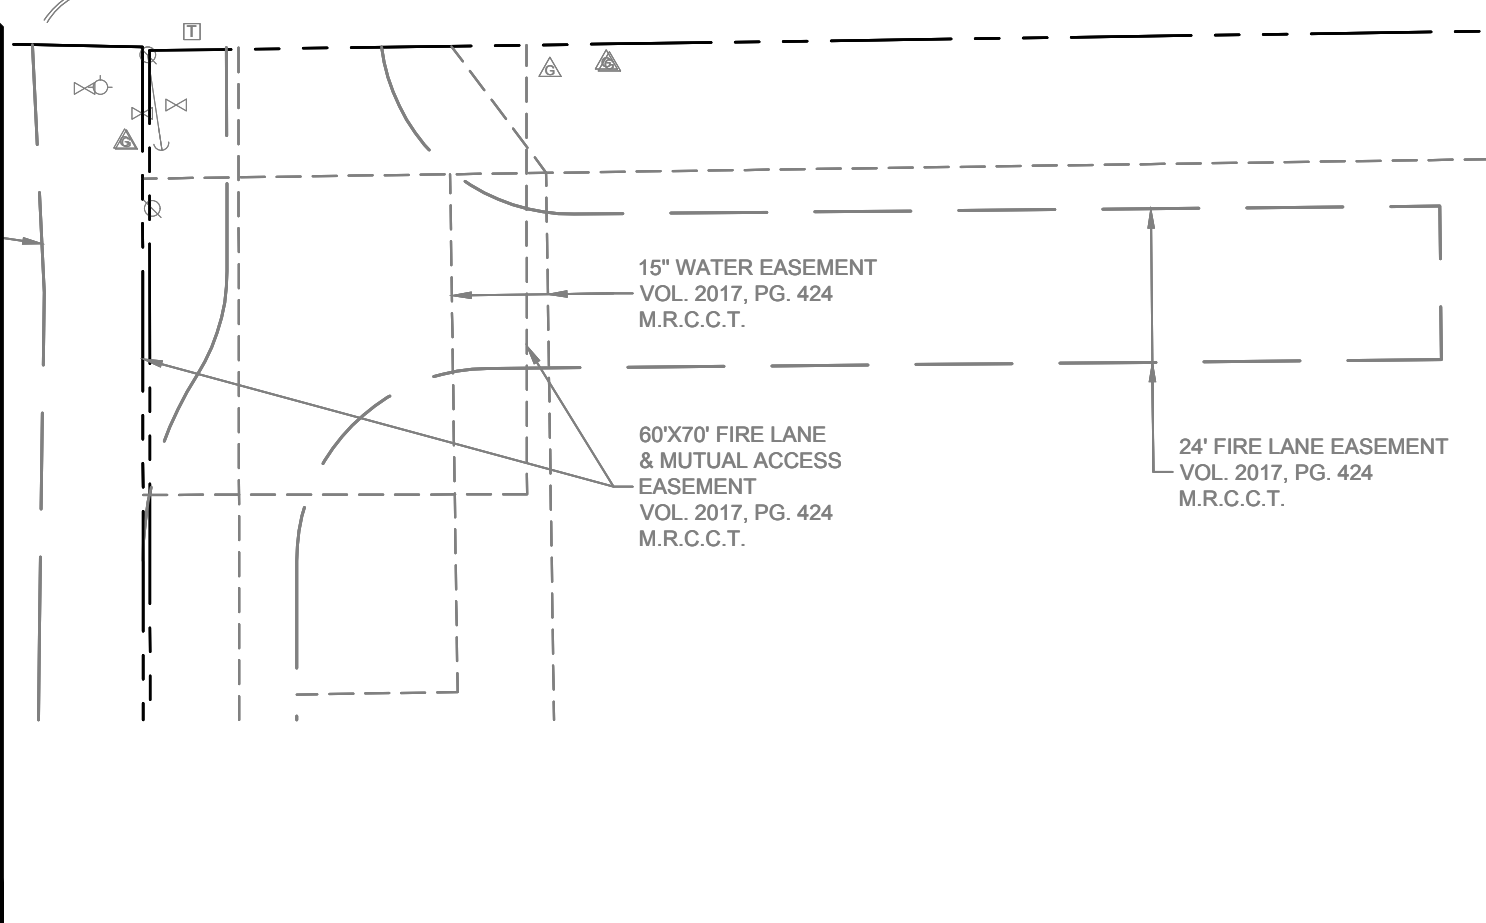 T
G
G
G
15" WATER EASEMENT
VOL. 2017, PG. 424
M.R.C.C.T.
60'X70' FIRE LANE
& MUTUAL ACCESS
EASEMENT
VOL. 2017, PG. 424
M.R.C.C.T.
24' FIRE LANE EASEMENT
VOL. 2017, PG. 424
M.R.C.C.T.